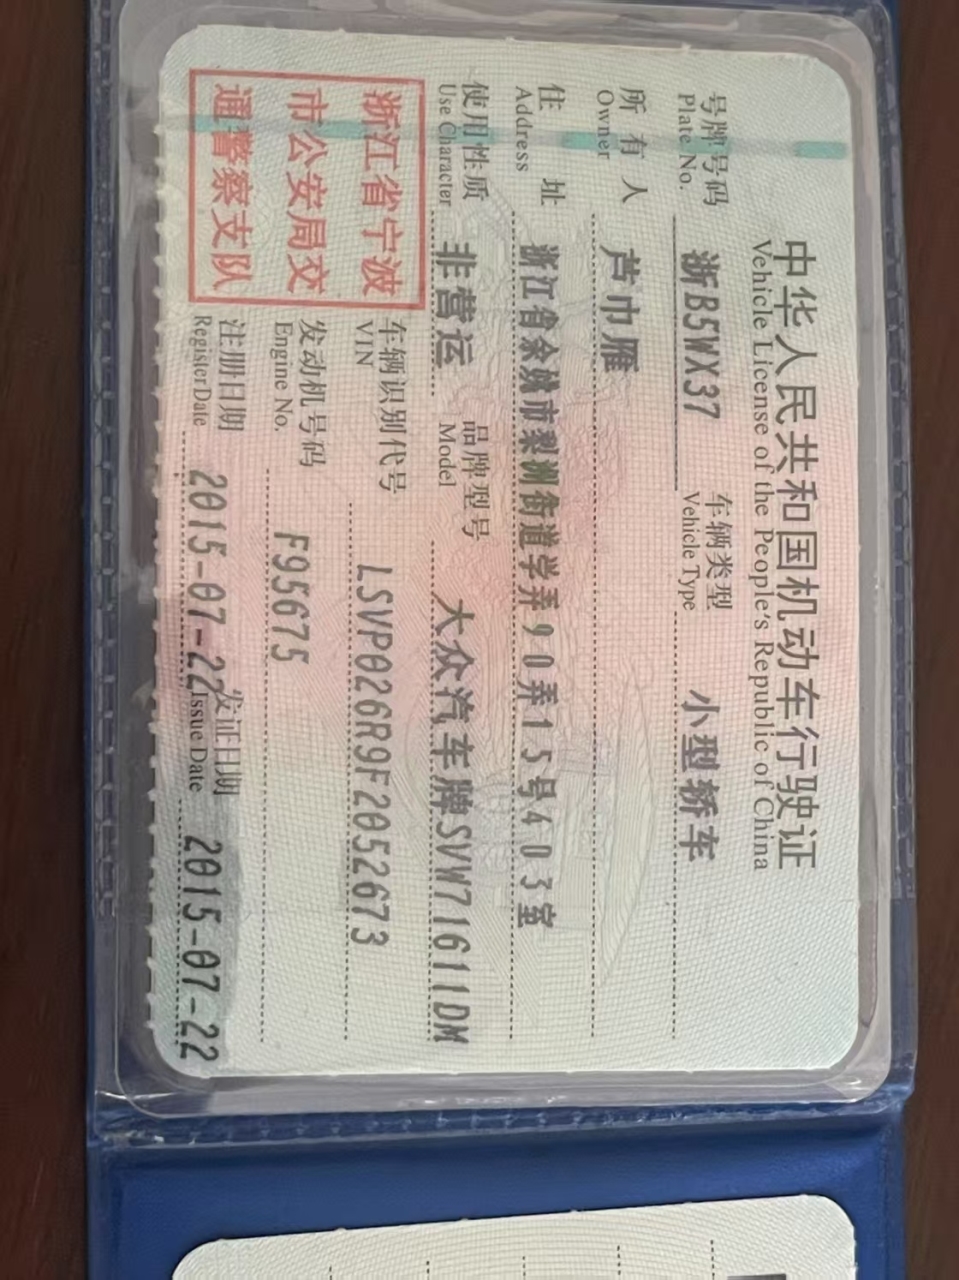 中华人民共和国机动车行驶证
Vehicle License of the People's Republic of China
号牌号码 浙B5WX37 车辆类型 小型轿车
Plate No. Vehicle Type
所有人 芦巾雁
Owner
住址 浙江省余姚市梨洲街道学弄90弄15号403室
Address
使用性质 非营运 品牌型号 大众汽车牌SVW71611DM
Use Character Model
浙江省宁波
市公安局交
通警察支队
车辆识别代号 LSVP026R9F2052673
VIN
发动机号码 F95675
Engine No.
注册日期 2015-07-22 发证日期 2015-07-22
Register Date Issue Date